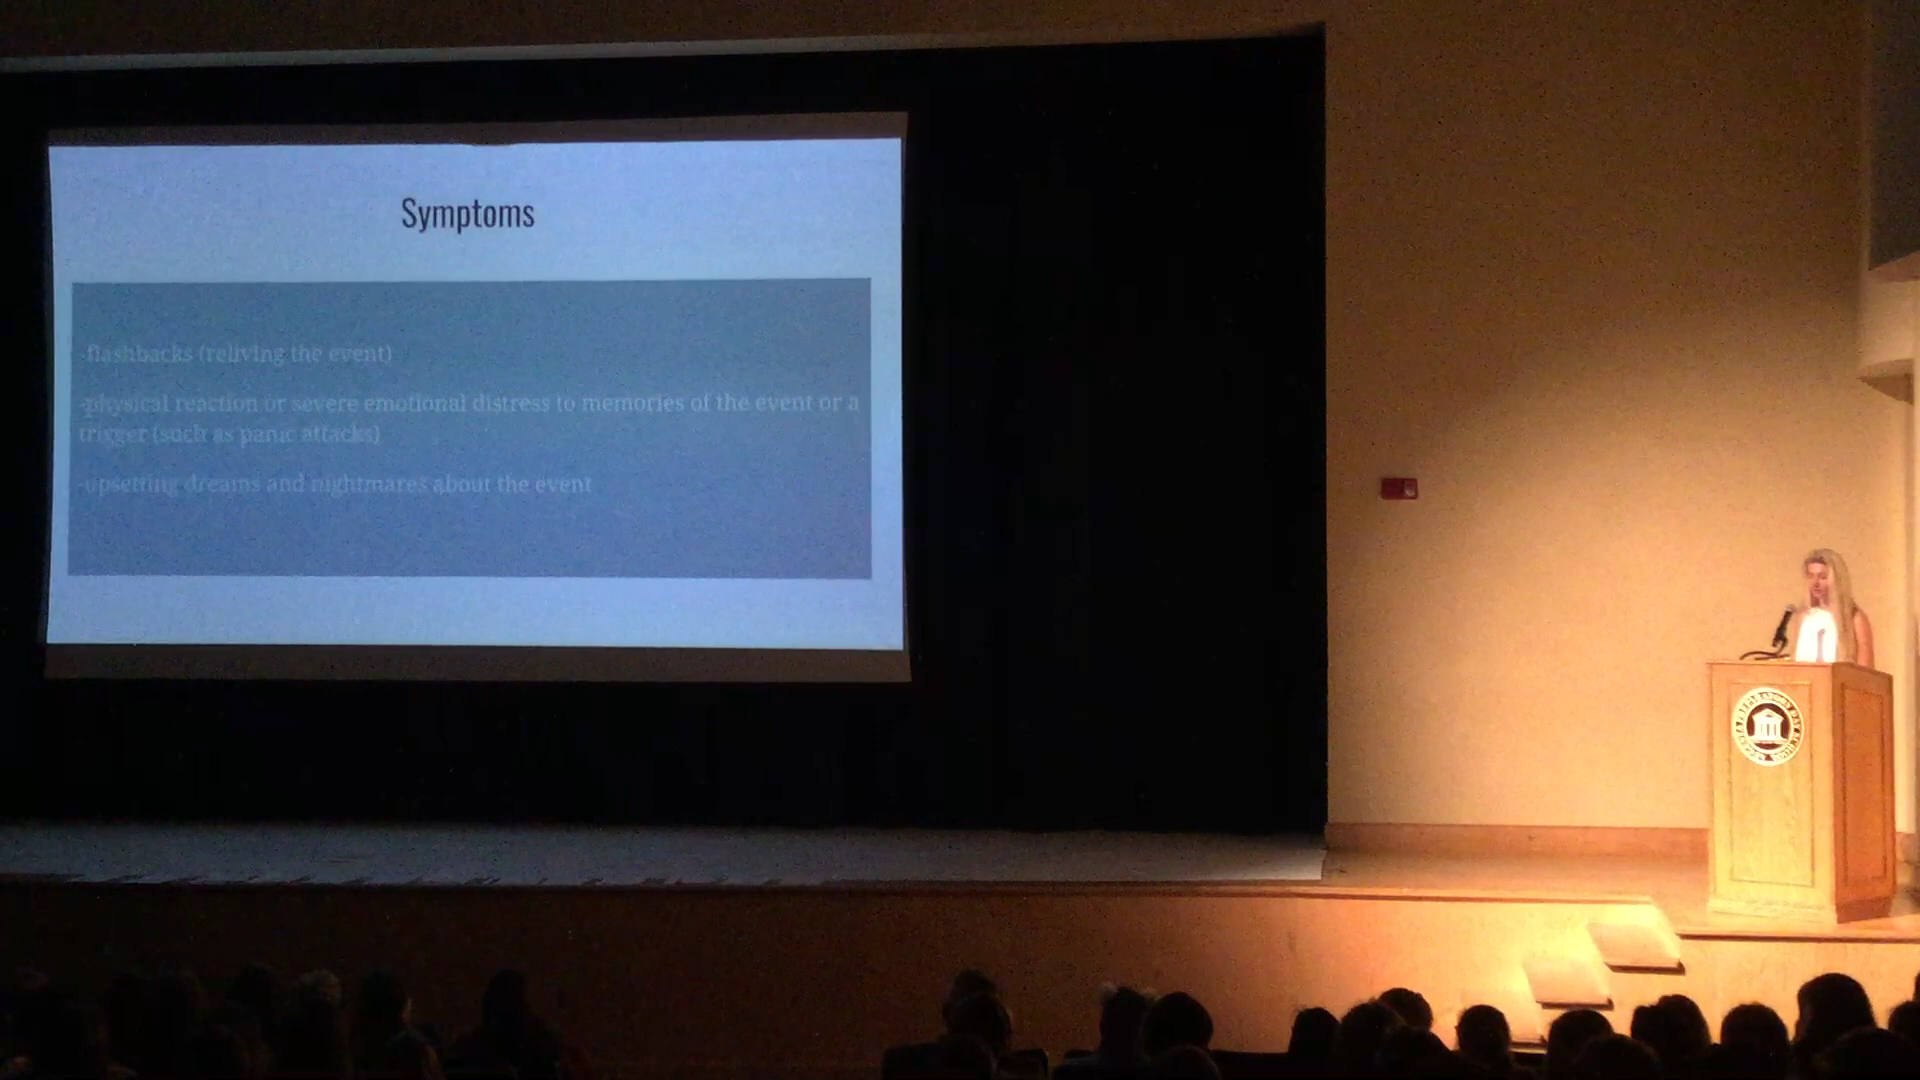 Symptoms
-flashbacks (reliving the event)
-physical reaction or severe emotional distress to memories of the event or a
trigger (such as panic attacks)
-upsetting dreams and nightmares about the event